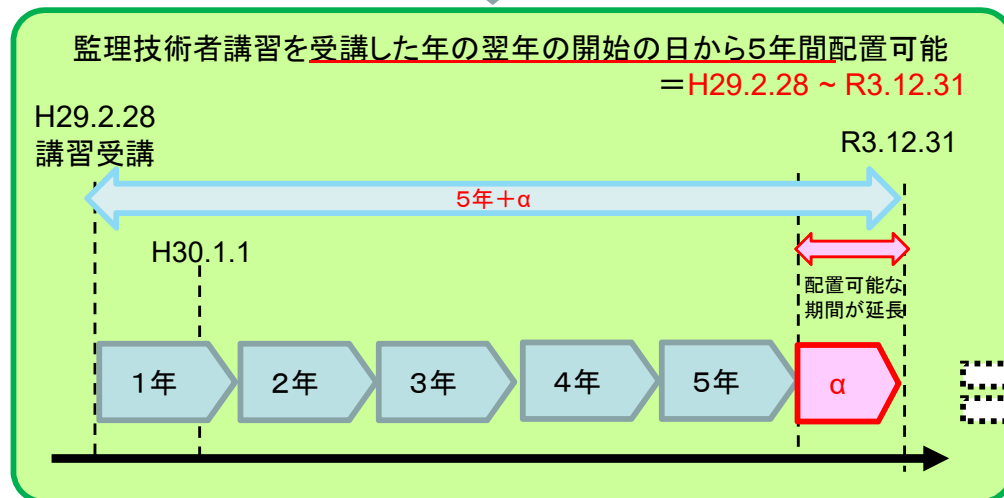 監理技術者講習を受講した年の翌年の開始の日から5年間配置可能
＝H29.2.28 ~ R3.12.31
H29.2.28
講習受講
R3.12.31
5年＋α
H30.1.1
配置可能な
期間が延長
1年
2年
3年
4年
5年
α